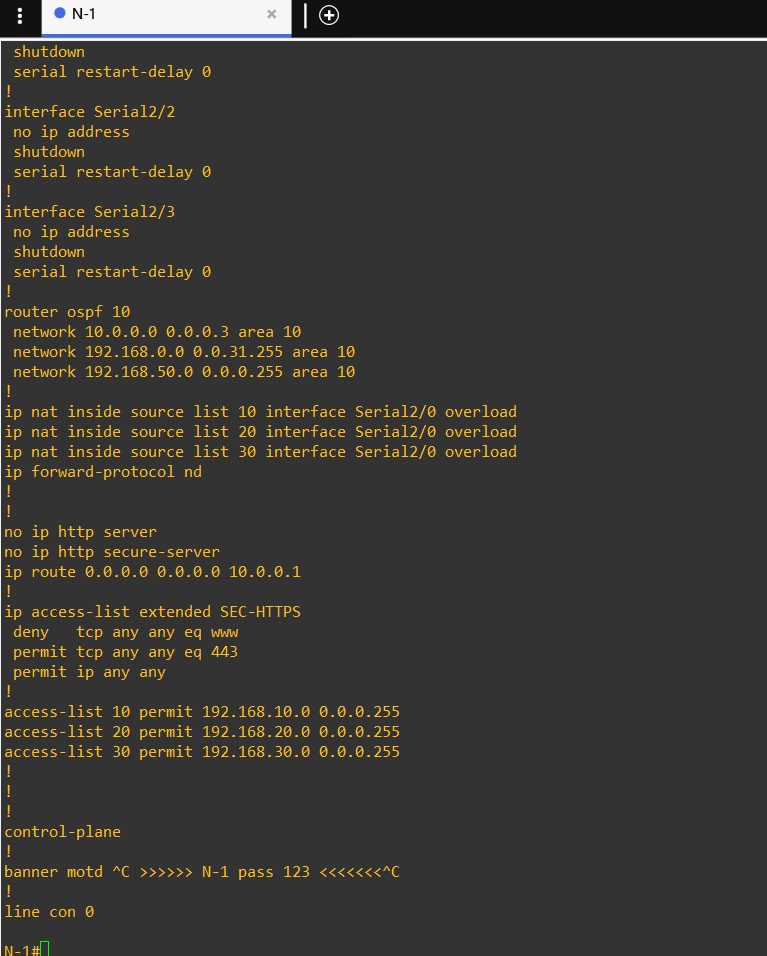 N-1
shutdown
serial restart-delay 0
!
interface Serial2/2
no ip address
shutdown
serial restart-delay 0
!
interface Serial2/3
no ip address
shutdown
serial restart-delay 0
!
router ospf 10
network 10.0.0.0 0.0.0.3 area 10
network 192.168.0.0 0.0.31.255 area 10
network 192.168.50.0 0.0.0.255 area 10
!
ip nat inside source list 10 interface Serial2/0 overload
ip nat inside source list 20 interface Serial2/0 overload
ip nat inside source list 30 interface Serial2/0 overload
ip forward-protocol nd
!
!
no ip http server
no ip http secure-server
ip route 0.0.0.0 0.0.0.0 10.0.0.1
!
ip access-list extended SEC-HTTPS
deny   tcp any any eq www
permit tcp any any eq 443
permit ip any any
!
access-list 10 permit 192.168.10.0 0.0.0.255
access-list 20 permit 192.168.20.0 0.0.0.255
access-list 30 permit 192.168.30.0 0.0.0.255
!
!
!
control-plane
!
banner motd ^C >>>>>> N-1 pass 123 <<<<<<<^C
!
line con 0
N-1#